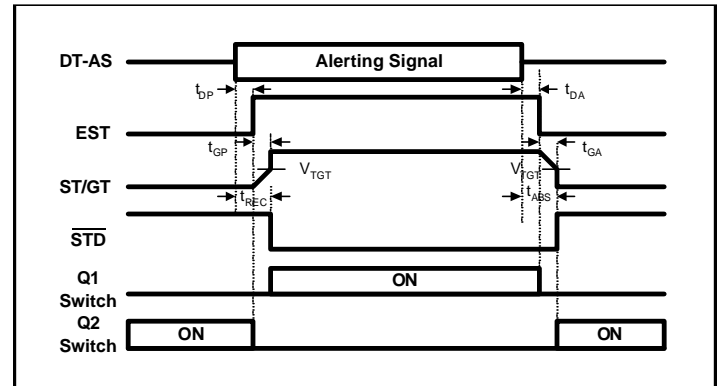 DT-AS
Alerting Signal
tDP
tDA
EST
tGP
tGA
VTGT
VTGT
ST/GT
tREC
tABS
STD
Q1
Switch
ON
Q2
Switch
ON
ON